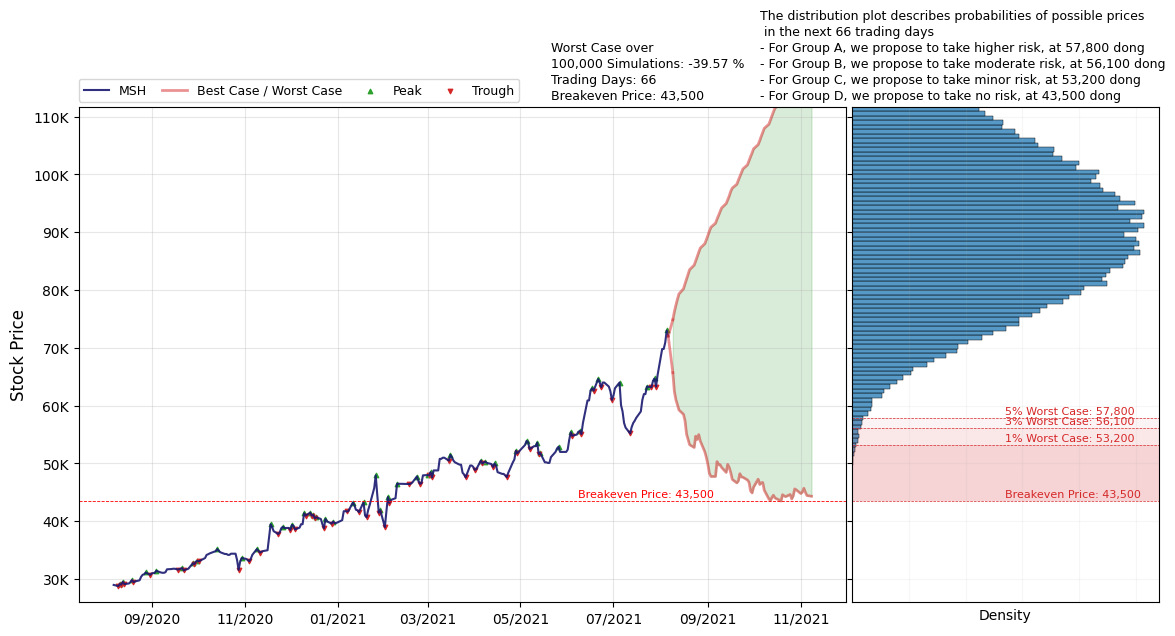 The distribution plot describes probabilities of possible prices
in the next 66 trading days
- For Group A, we propose to take higher risk, at 57,800 dong
- For Group B, we propose to take moderate risk, at 56,100 dong
- For Group C, we propose to take minor risk, at 53,200 dong
- For Group D, we propose to take no risk, at 43,500 dong
Worst Case over
100,000 Simulations: -39.57 %
Trading Days: 66
Breakeven Price: 43,500
MSH
Best Case / Worst Case
Peak
Trough
Stock Price
110K
100K
90K
80K
70K
60K
50K
40K
30K
Breakeven Price: 43,500
09/2020
11/2020
01/2021
03/2021
05/2021
07/2021
09/2021
11/2021
5% Worst Case: 57,800
3% Worst Case: 56,100
1% Worst Case: 53,200
Breakeven Price: 43,500
Density